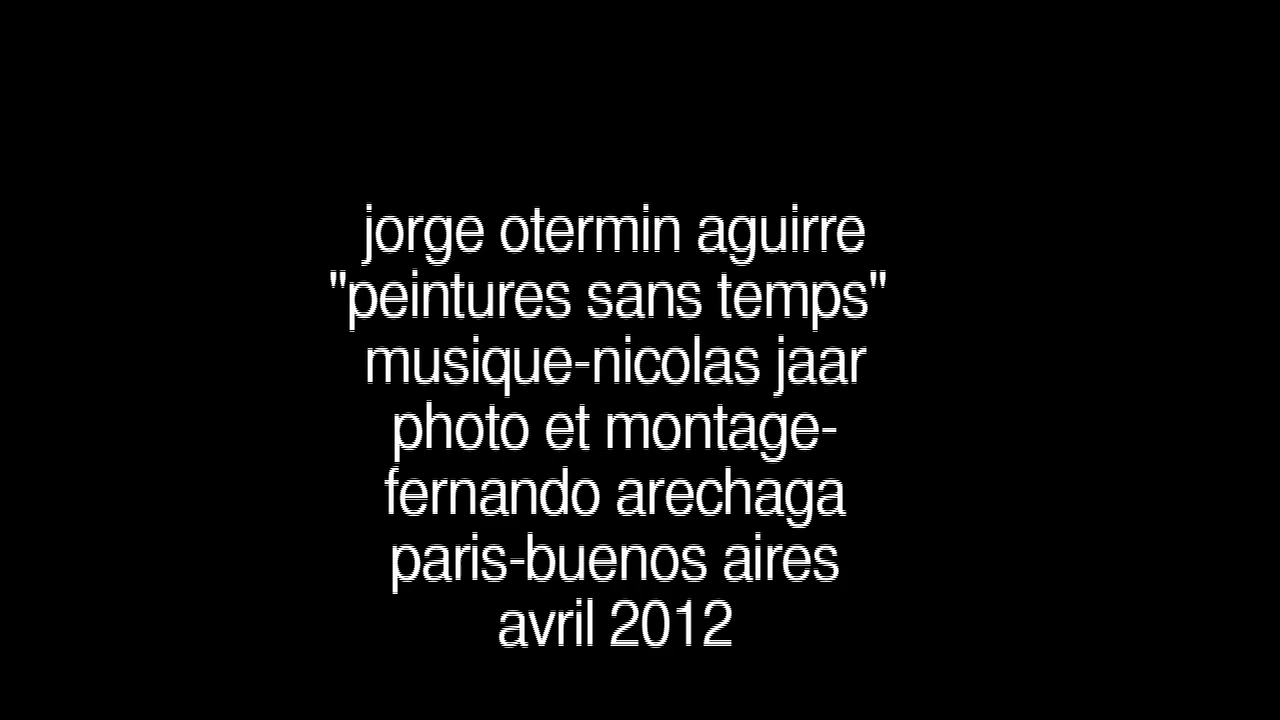 jorge otermin aguirre
"peintures sans temps"
musique-nicolas jaar
photo et montage-
fernando arechaga
paris-buenos aires
avril 2012